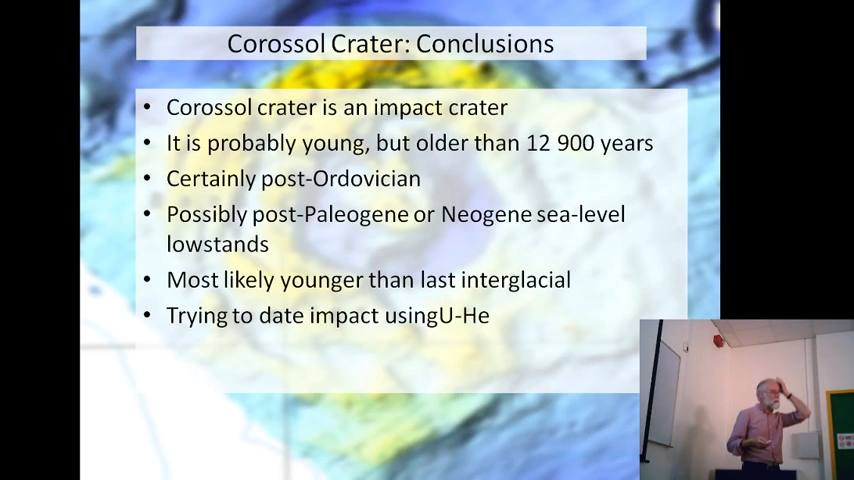 Corossol Crater: Conclusions
• Corossol crater is an impact crater
• It is probably young, but older than 12 900 years
• Certainly post-Ordovician
• Possibly post-Paleogene or Neogene sea-level
lowstands
• Most likely younger than last interglacial
• Trying to date impact usingU-He